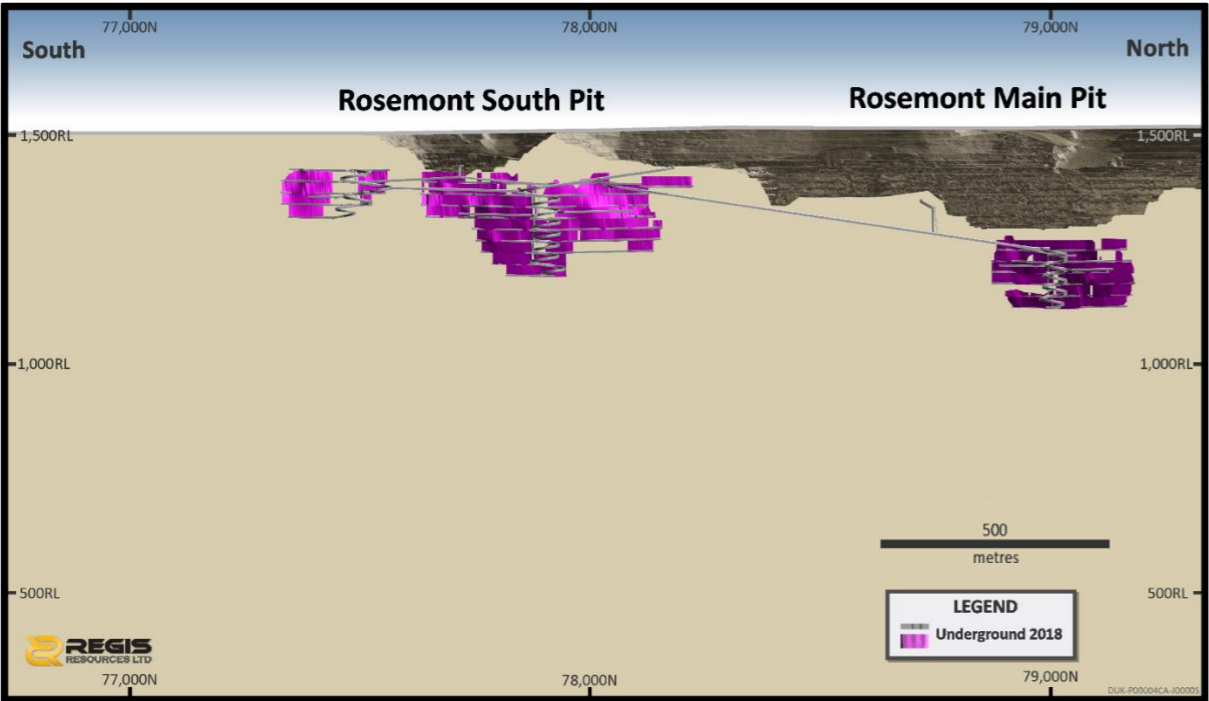 77,000N
78,000N
79,000N
South
North
Rosemont South Pit
Rosemont Main Pit
1,500RL
1,500RL
1,000RL
1,000RL
500
metres
500RL
500RL
LEGEND
Underground 2018
REGIS
RESOURCES LTD
77,000N
78,000N
79,000N
DUK-P00004CA-J00005